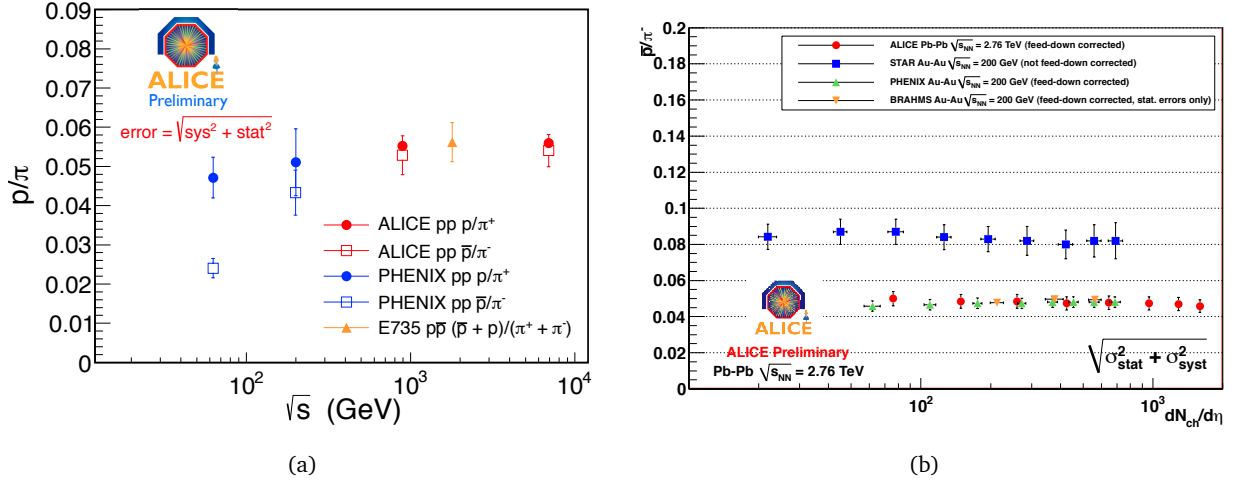 p/π
0.09
0.08
0.07
0.06
0.05
0.04
0.03
0.02
0.01
0
ALICE
Preliminary
error = √sys² + stat²
ALICE pp p/π⁺
ALICE pp p̅/π⁻
PHENIX pp p/π⁺
PHENIX pp p̅/π⁻
E735 pp̅ (p̅ + p)/(π⁺ + π⁻)
10² 10³ 10⁴
√s (GeV)
(a)
p̅/π⁻
0.2
0.18
0.16
0.14
0.12
0.1
0.08
0.06
0.04
0.02
0
ALICE Pb-Pb √sNN = 2.76 TeV (feed-down corrected)
STAR Au-Au √sNN = 200 GeV (not feed-down corrected)
PHENIX Au-Au √sNN = 200 GeV (feed-down corrected)
BRAHMS Au-Au √sNN = 200 GeV (feed-down corrected, stat. errors only)
ALICE
ALICE Preliminary
Pb-Pb √sNN = 2.76 TeV
√σ²stat + σ²syst
10² 10³
dNch/dη
(b)